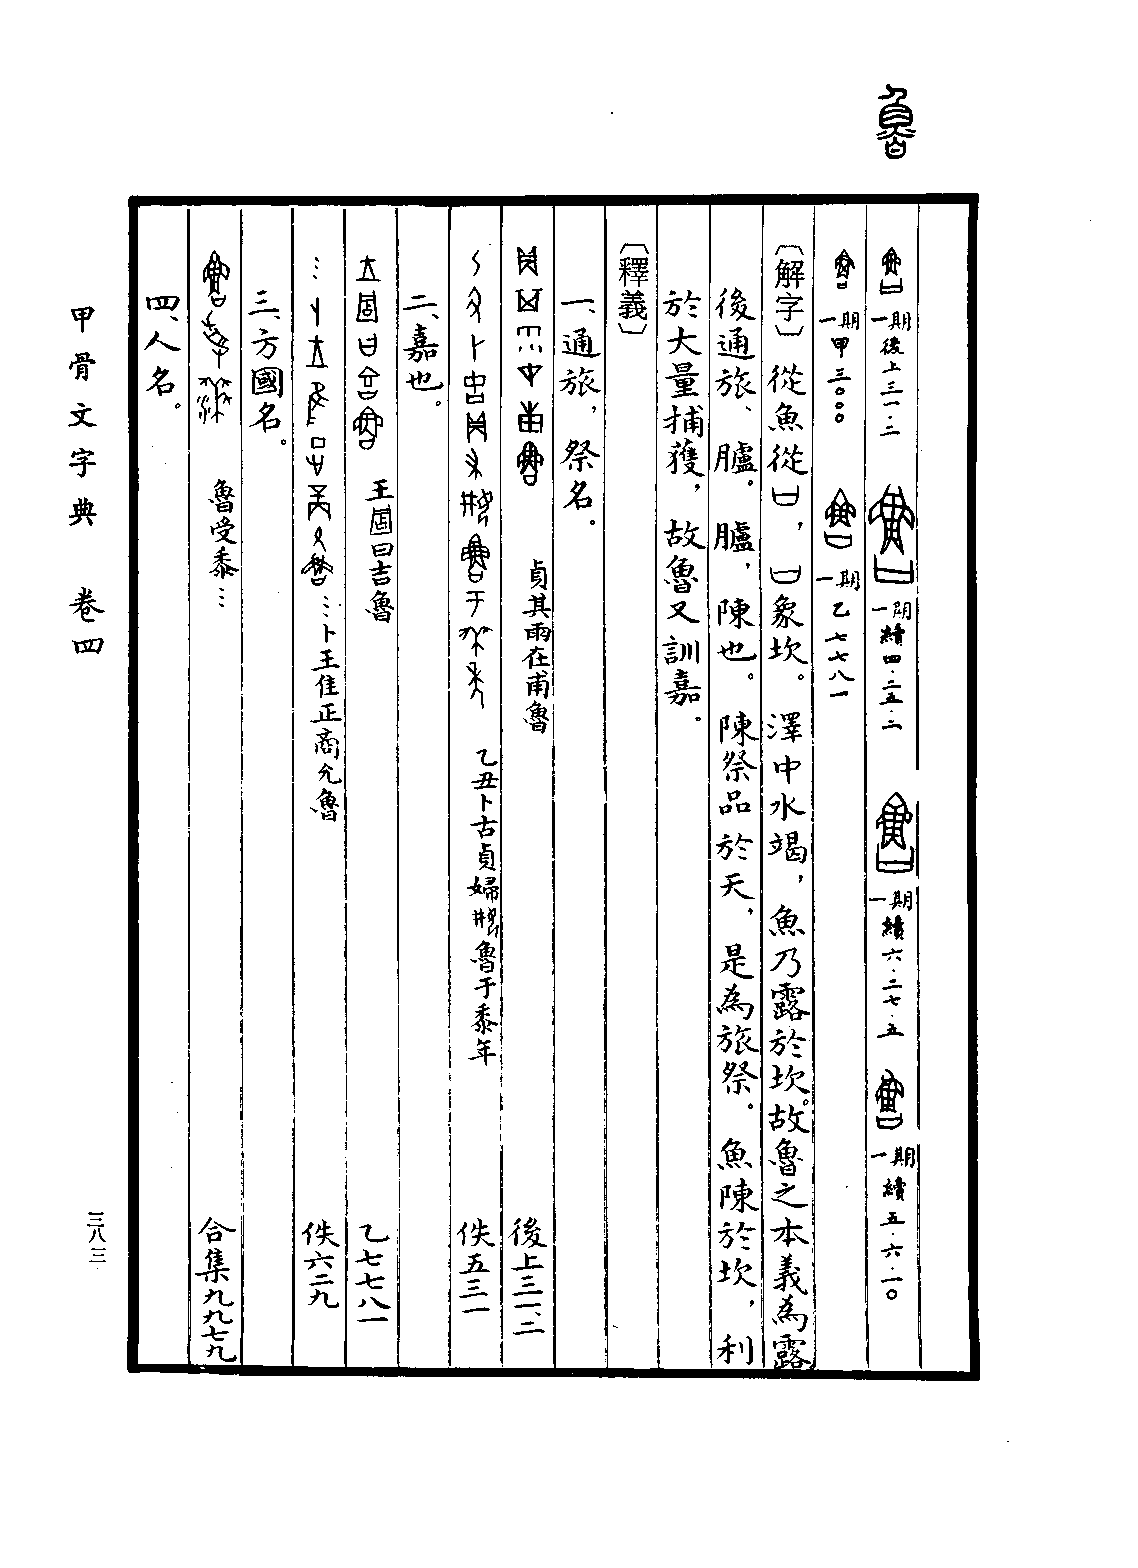 魯
一期後上三一·二　一期續四·二五·二　一期續六·二七·五　一期續五·六·一〇
一期甲三〇〇〇　一期乙七七八一
〔解字〕從魚從凵，凵象坎。澤中水竭，魚乃露於坎。故魯之本義為露
後通旅、臚。臚，陳也。陳祭品於天，是為旅祭。魚陳於坎，利
於大量捕獲，故魯又訓嘉。
〔釋義〕
一、通旅，祭名。
貞其雨在甫魯　後上三一、二
乙丑卜古貞婦魯于黍年　佚五三一
二、嘉也。
王曰吉魯　乙七七八一
…卜王隹正商允魯　佚六二九
三、方國名。
魯受黍…　合集九九七九
四、人名。
甲骨文字典　卷四
三八三